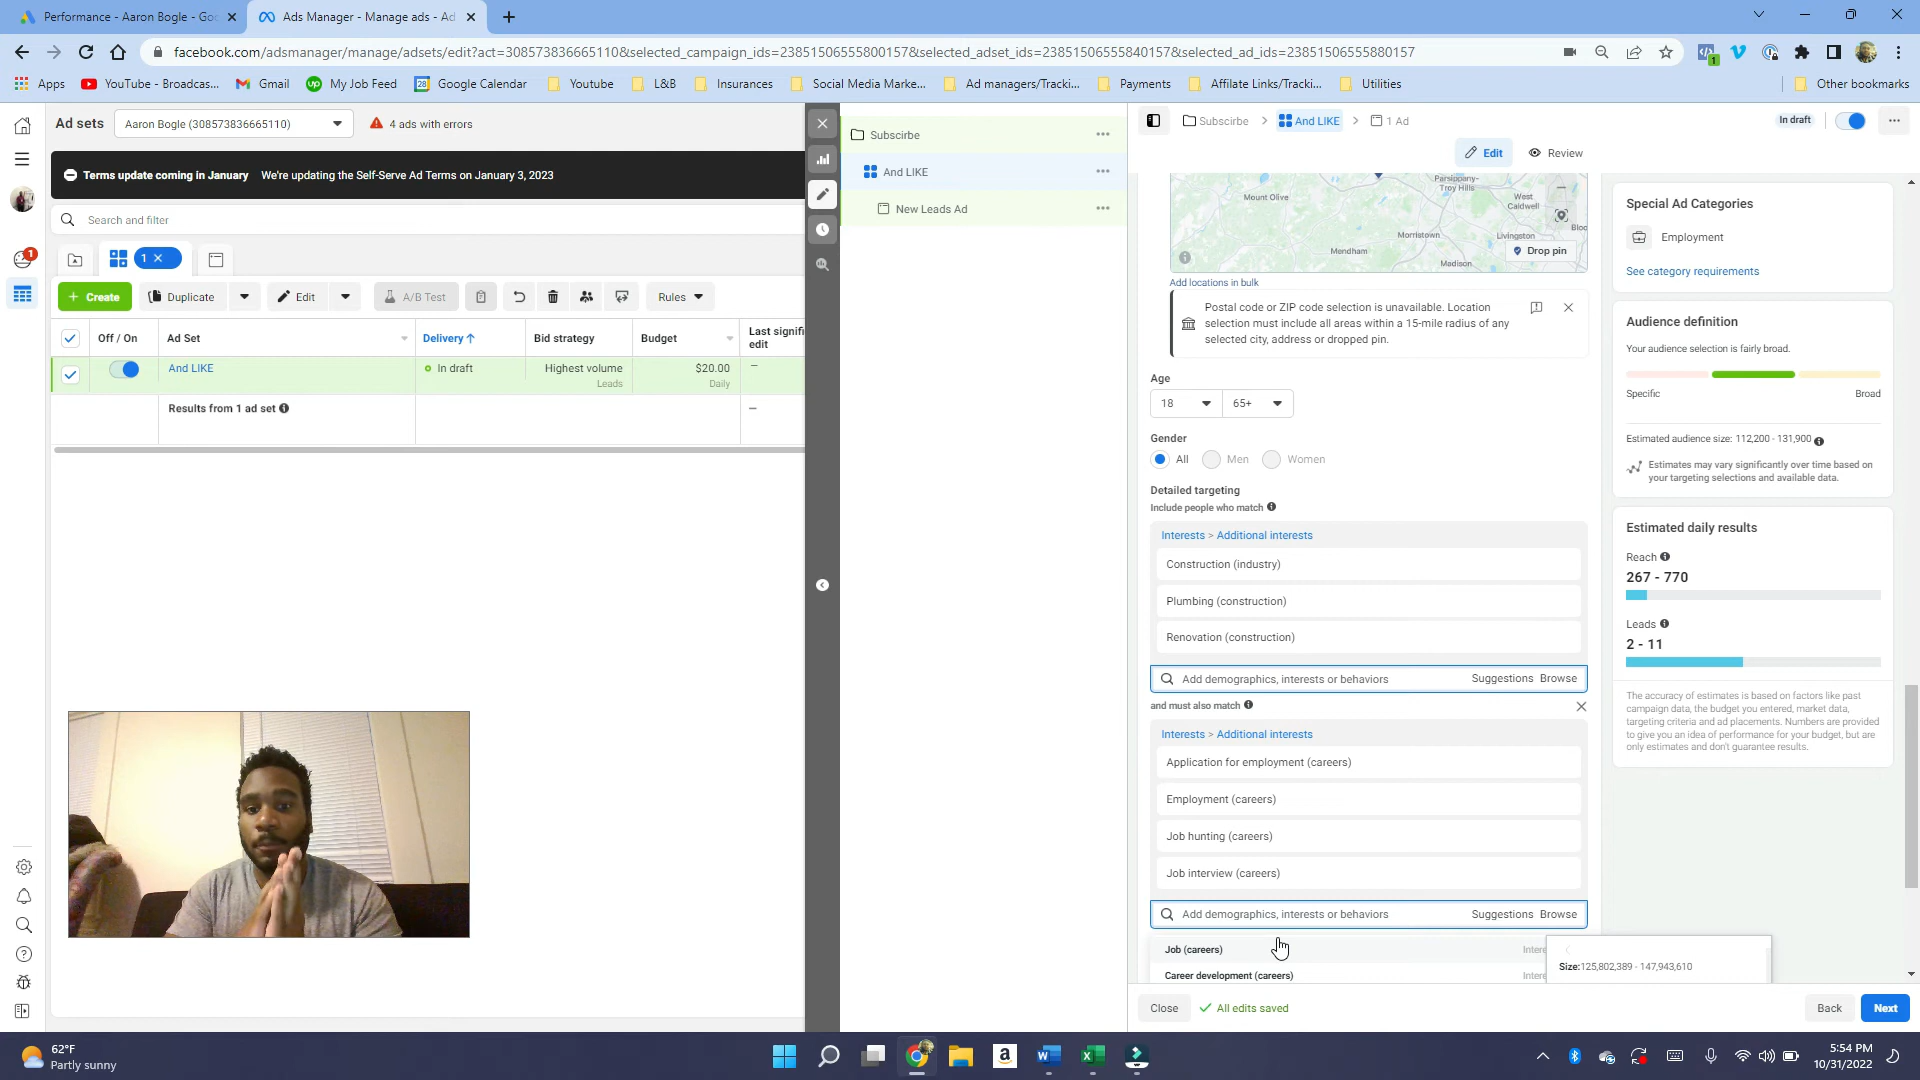 Performance - Aaron Bogle - Goo
Ads Manager - Manage ads - Ad
facebook.com/adsmanager/manage/adsets/edit?act=308573836665110&selected_campaign_ids=23851506555800157&selected_adset_ids=23851506555840157&selected_ad_ids=23851506555880157
Apps
YouTube - Broadcas...
Gmail
My Job Feed
Google Calendar
Youtube
L&B
Insurances
Social Media Marke...
Ad managers/Tracki...
Payments
Affilate Links/Tracki...
Utilities
Other bookmarks
Ad sets
Aaron Bogle (308573836665110)
4 ads with errors
Terms update coming in January We're updating the Self-Serve Ad Terms on January 3, 2023
Search and filter
1
Create
Duplicate
Edit
A/B Test
Rules
Off / On
Ad Set
Delivery
Bid strategy
Budget
Last signifi
edit
And LIKE
In draft
Highest volume
Leads
$20.00
Daily
Results from 1 ad set
Subscirbe
And LIKE
New Leads Ad
Subscirbe
And LIKE
1 Ad
In draft
Edit
Review
Parsippany-
Troy Hills
Mount Olive
West
Caldwell
Bloo
Morristown
Livingston
Mendham
Madison
Drop pin
Add locations in bulk
Postal code or ZIP code selection is unavailable. Location
selection must include all areas within a 15-mile radius of any
selected city, address or dropped pin.
Age
18
65+
Gender
All
Men
Women
Detailed targeting
Include people who match
Interests > Additional interests
Construction (industry)
Plumbing (construction)
Renovation (construction)
Add demographics, interests or behaviors
Suggestions
Browse
and must also match
Interests > Additional interests
Application for employment (careers)
Employment (careers)
Job hunting (careers)
Job interview (careers)
Add demographics, interests or behaviors
Suggestions
Browse
Job (careers)
Intere
Career development (careers)
Intere
Size:125,802,389 - 147,943,610
Close
All edits saved
Back
Next
Special Ad Categories
Employment
See category requirements
Audience definition
Your audience selection is fairly broad.
Specific
Broad
Estimated audience size: 112,200 - 131,900
Estimates may vary significantly over time based on
your targeting selections and available data.
Estimated daily results
Reach
267 - 770
Leads
2 - 11
The accuracy of estimates is based on factors like past
campaign data, the budget you entered, market data,
targeting criteria and ad placements. Numbers are provided
to give you an idea of performance for your budget, but are
only estimates and don't guarantee results.
62°F
Partly sunny
5:54 PM
10/31/2022